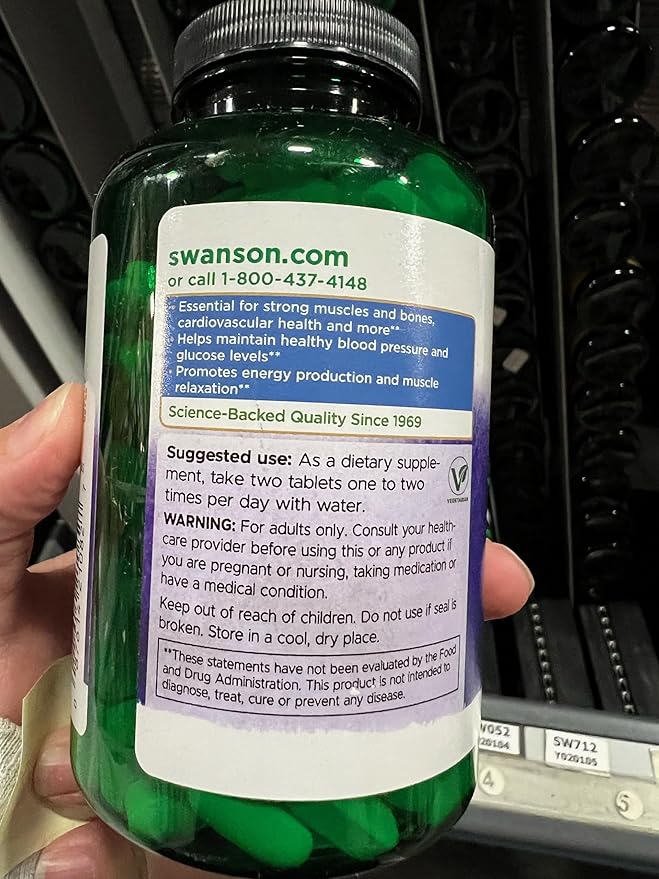 swanson.com
or call 1-800-437-4148
· Essential for strong muscles and bones,
cardiovascular health and more**
· Helps maintain healthy blood pressure and
glucose levels**
· Promotes energy production and muscle
relaxation**
Science-Backed Quality Since 1969
Suggested use: As a dietary supple-
ment, take two tablets one to two
times per day with water.
VEGETARIAN
WARNING: For adults only. Consult your health-
care provider before using this or any product if
you are pregnant or nursing, taking medication or
have a medical condition.
Keep out of reach of children. Do not use if seal is
broken. Store in a cool, dry place.
**These statements have not been evaluated by the Food
and Drug Administration. This product is not intended to
diagnose, treat, cure or prevent any disease.
SW712
Y020105
4
5